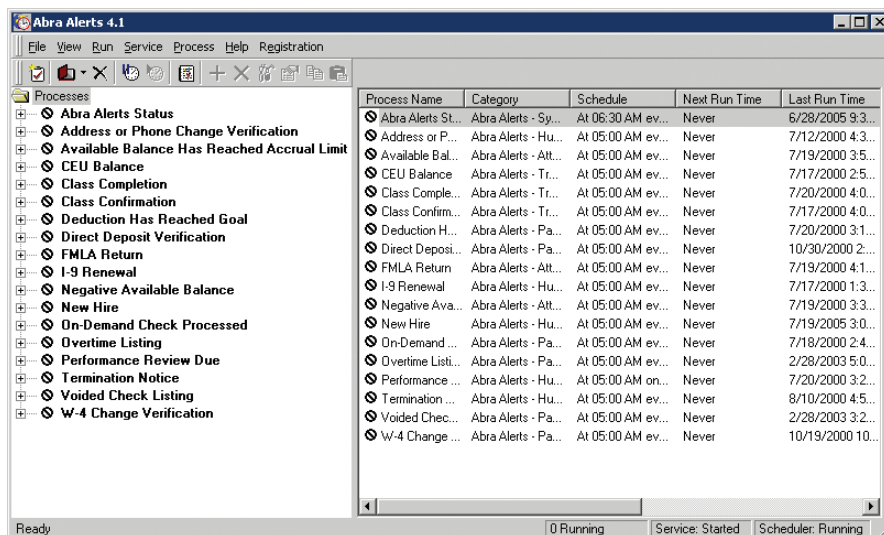 Abra Alerts 4.1
File View Run Service Process Help Registration
Processes
Abra Alerts Status
Address or Phone Change Verification
Available Balance Has Reached Accrual Limit
CEU Balance
Class Completion
Class Confirmation
Deduction Has Reached Goal
Direct Deposit Verification
FMLA Return
I-9 Renewal
Negative Available Balance
New Hire
On-Demand Check Processed
Overtime Listing
Performance Review Due
Termination Notice
Voided Check Listing
W-4 Change Verification
Process Name Category Schedule Next Run Time Last Run Time
Abra Alerts St... Abra Alerts - Sy... At 06:30 AM ev... Never 6/28/2005 9:3...
Address or P... Abra Alerts - Hu... At 05:00 AM ev... Never 7/12/2000 4:3...
Available Bal... Abra Alerts - Att... At 05:00 AM ev... Never 7/19/2000 3:5...
CEU Balance Abra Alerts - Tr... At 05:00 AM ev... Never 7/17/2000 2:5...
Class Comple... Abra Alerts - Tr... At 05:00 AM ev... Never 7/20/2000 4:0...
Class Confirm... Abra Alerts - Tr... At 05:00 AM ev... Never 7/17/2000 4:0...
Deduction H... Abra Alerts - Pa... At 05:00 AM ev... Never 7/20/2000 3:1...
Direct Deposi... Abra Alerts - Pa... At 05:00 AM ev... Never 10/30/2000 2:...
FMLA Return Abra Alerts - Att... At 05:00 AM ev... Never 7/19/2000 4:1...
I-9 Renewal Abra Alerts - Hu... At 05:00 AM ev... Never 7/17/2000 1:3...
Negative Ava... Abra Alerts - Att... At 05:00 AM ev... Never 7/19/2000 3:3...
New Hire Abra Alerts - Hu... At 05:00 AM ev... Never 7/19/2005 3:0...
On-Demand ... Abra Alerts - Pa... At 05:00 AM ev... Never 7/18/2000 2:4...
Overtime Listi... Abra Alerts - Pa... At 05:00 AM ev... Never 2/28/2003 5:0...
Performance ... Abra Alerts - Hu... At 05:00 AM on... Never 7/20/2000 3:2...
Termination ... Abra Alerts - Hu... At 05:00 AM ev... Never 8/10/2000 4:5...
Voided Chec... Abra Alerts - Pa... At 05:00 AM ev... Never 2/28/2003 3:2...
W-4 Change ... Abra Alerts - Pa... At 05:00 AM ev... Never 10/19/2000 10...
Ready 0 Running Service: Started Scheduler: Running